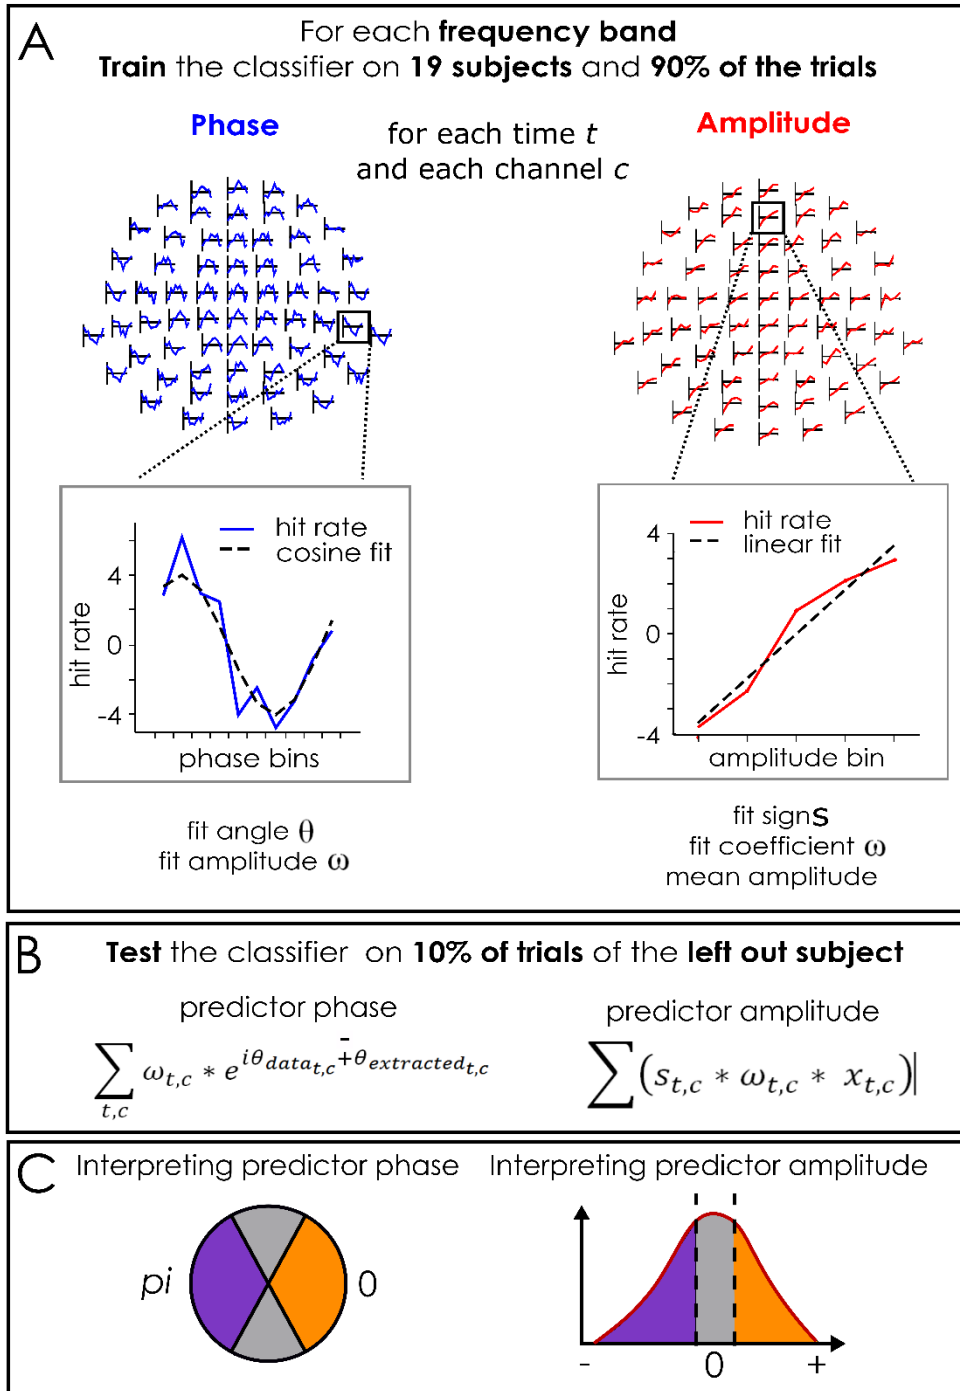 A
For each frequency band
Train the classifier on 19 subjects and 90% of the trials
Phase
for each time t
and each channel c
Amplitude
hit rate
cosine fit
4
0
-4
hit rate
phase bins
hit rate
linear fit
4
0
-4
hit rate
amplitude bin
fit angle θ
fit amplitude ω
fit signs
fit coefficient ω
mean amplitude
B
Test the classifier on 10% of trials of the left out subject
predictor phase
∑_{t,c} ω_{t,c} * e^{iθ_{data_{t,c}} -+ θ_{extracted_{t,c}}}
predictor amplitude
∑(s_{t,c} * ω_{t,c} * x_{t,c})|
C
Interpreting predictor phase
pi
0
Interpreting predictor amplitude
-
0
+